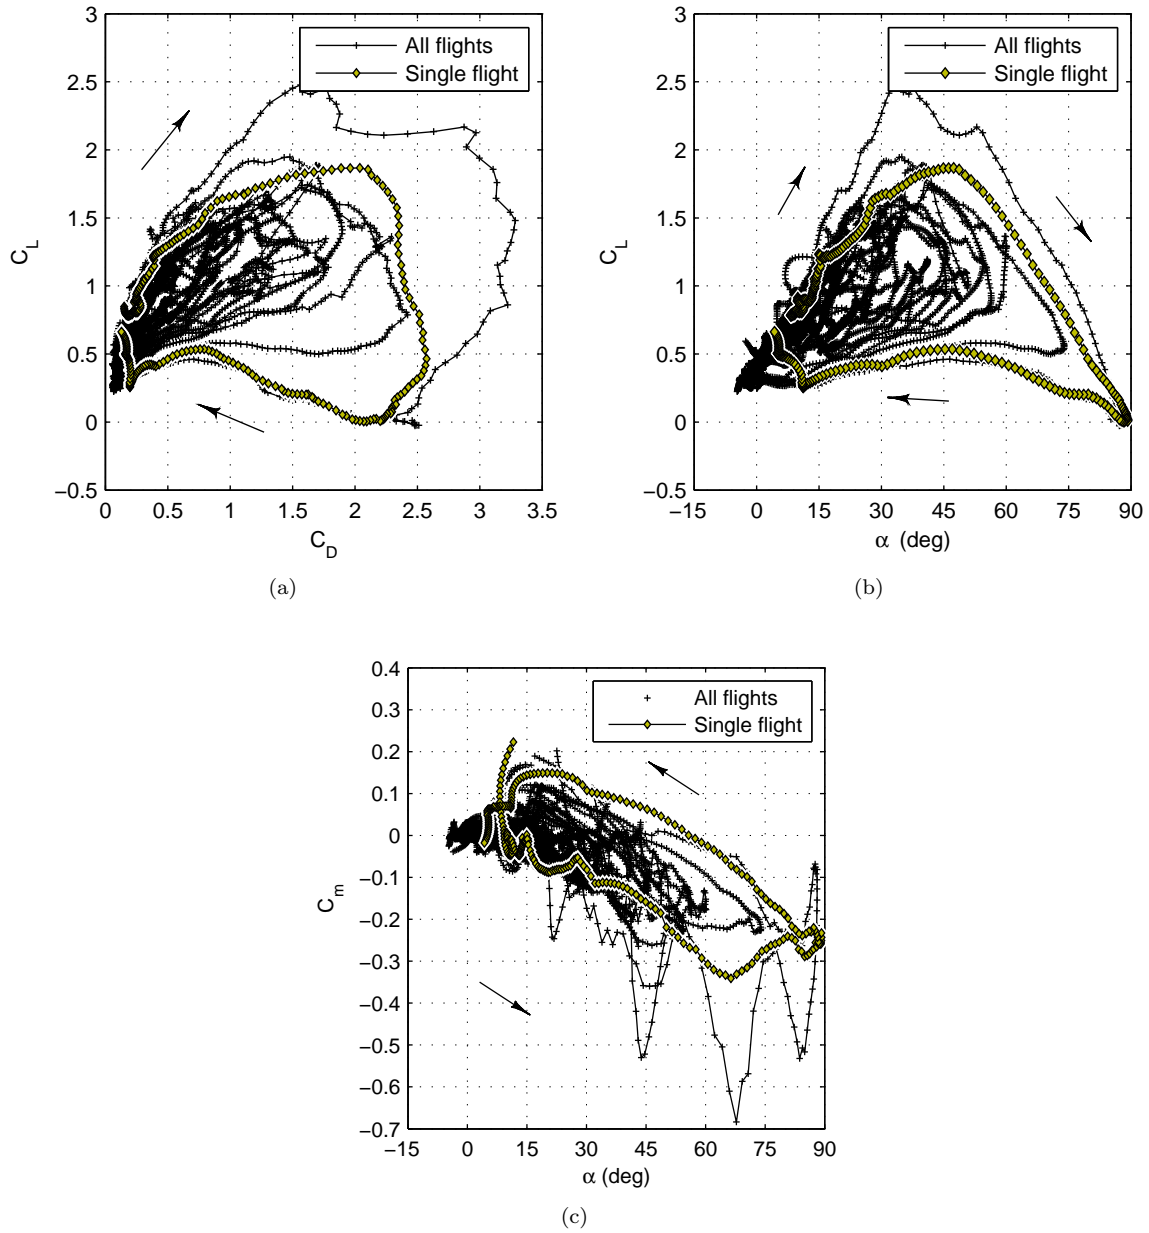 3
2.5
2
1.5
1
0.5
0
−0.5
C_L
0 0.5 1 1.5 2 2.5 3 3.5
C_D
All flights
Single flight
(a)
3
2.5
2
1.5
1
0.5
0
−0.5
C_L
−15 0 15 30 45 60 75 90
α (deg)
All flights
Single flight
(b)
0.4
0.3
0.2
0.1
0
−0.1
−0.2
−0.3
−0.4
−0.5
−0.6
−0.7
C_m
−15 0 15 30 45 60 75 90
α (deg)
All flights
Single flight
(c)